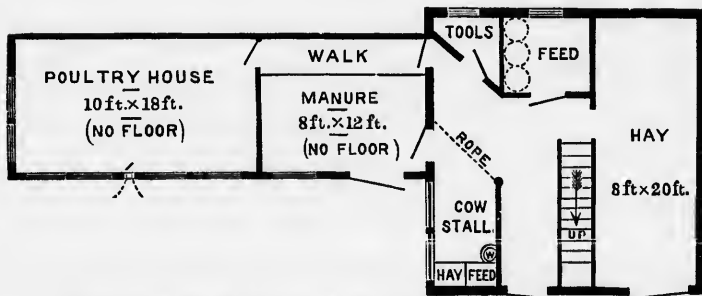 TOOLS
FEED
WALK
POULTRY HOUSE
10 ft. × 18 ft.
(NO FLOOR)
MANURE
8 ft. × 12 ft.
(NO FLOOR)
ROPE
HAY
8 ft × 20 ft.
COW
STALL.
UP
W
HAY FEED